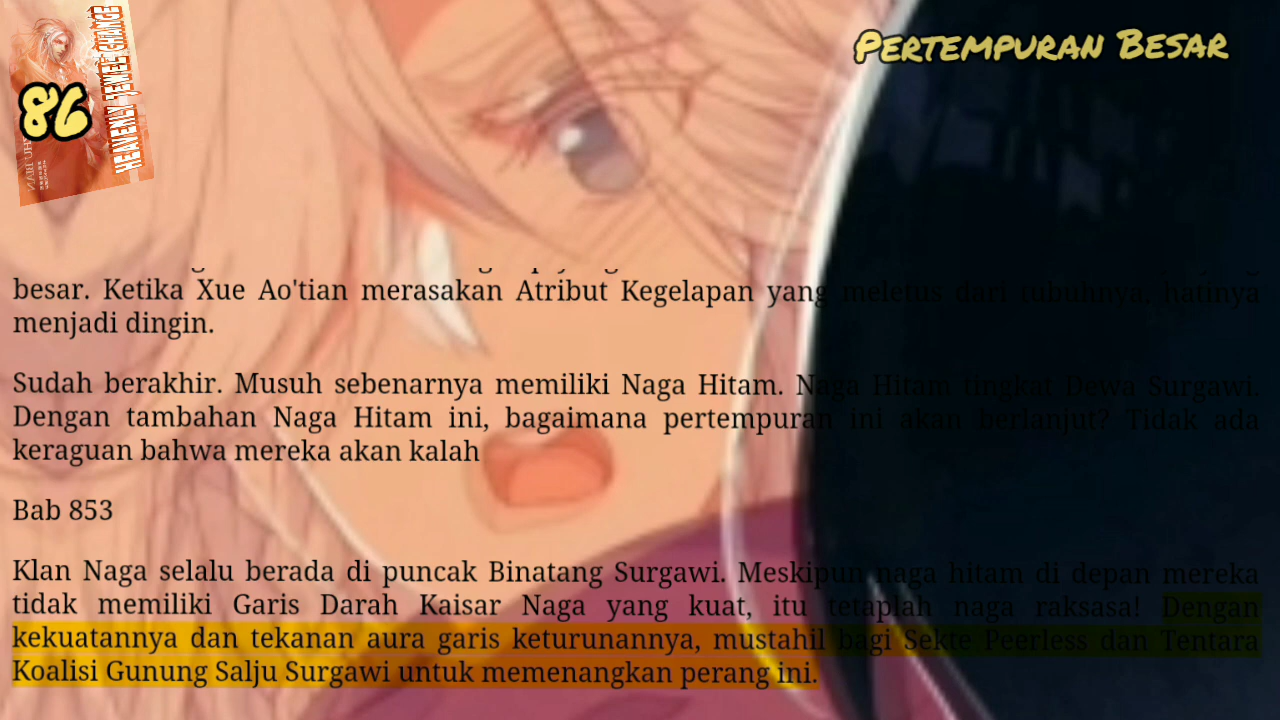 PERTEMPURAN BESAR
86
HEAVENLY JEWEL CHANGE
besar. Ketika Xue Ao'tian merasakan Atribut Kegelapan yang meletus dari tubuhnya, hatinya
menjadi dingin.
Sudah berakhir. Musuh sebenarnya memiliki Naga Hitam. Naga Hitam tingkat Dewa Surgawi.
Dengan tambahan Naga Hitam ini, bagaimana pertempuran ini akan berlanjut? Tidak ada
keraguan bahwa mereka akan kalah
Bab 853
Klan Naga selalu berada di puncak Binatang Surgawi. Meskipun naga hitam di depan mereka
tidak memiliki Garis Darah Kaisar Naga yang kuat, itu tetaplah naga raksasa! Dengan
kekuatannya dan tekanan aura garis keturunannya, mustahil bagi Sekte Peerless dan Tentara
Koalisi Gunung Salju Surgawi untuk memenangkan perang ini.